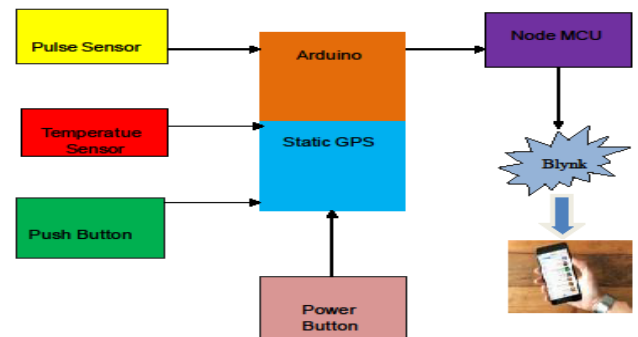 Pulse Sensor
Arduino
Node MCU
Temperatue
Sensor
Static GPS
Blynk
Push Button
Power
Button